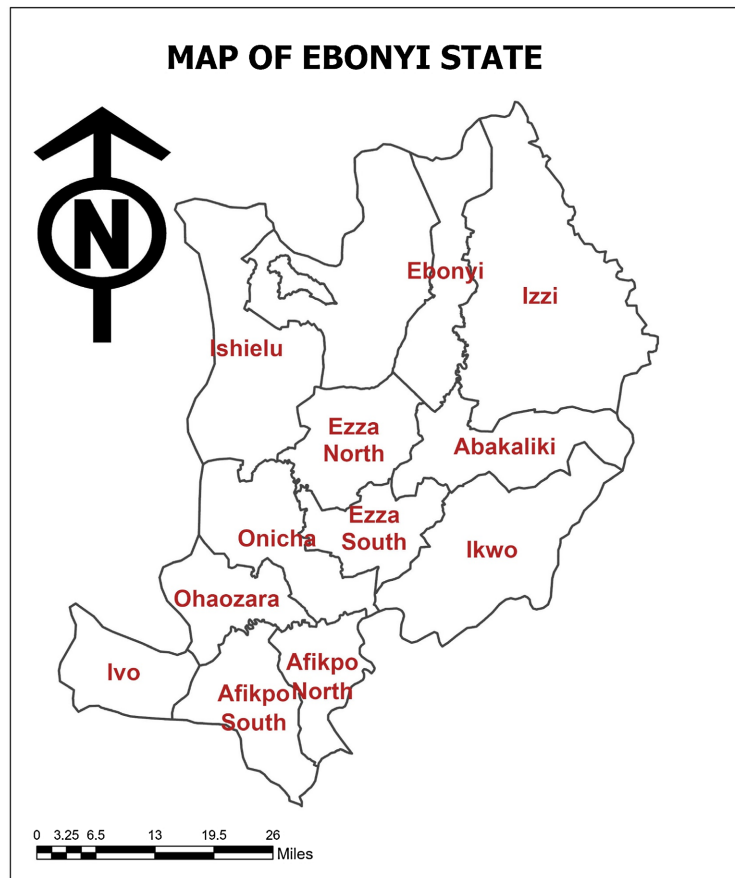 MAP OF EBONYI STATE
N
Ebonyi
Izzi
Ishielu
Ezza
North
Abakaliki
Ezza
South
Onicha
Ikwo
Ohaozara
Ivo
Afikpo
North
Afikpo
South
0 3.25 6.5 13 19.5 26
Miles